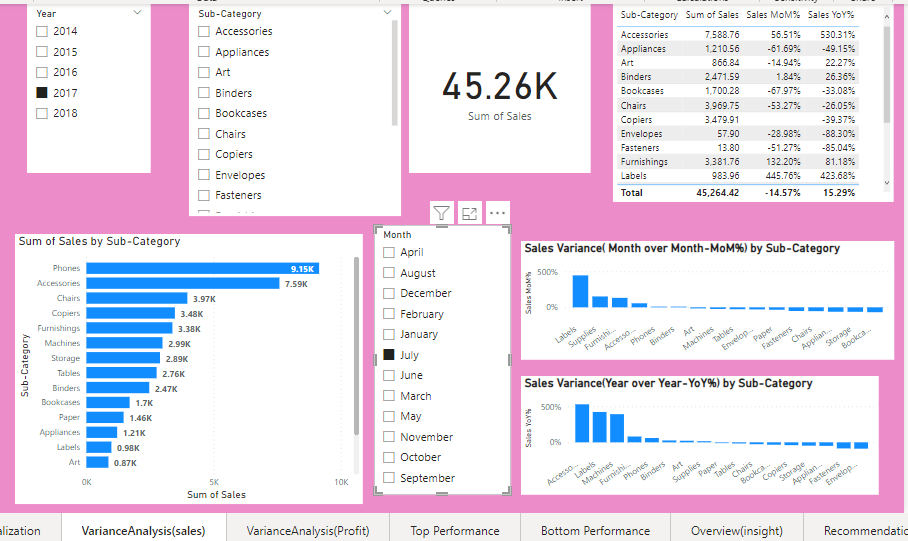 Year
2014
2015
2016
2017
2018
Sub-Category
Accessories
Appliances
Art
Binders
Bookcases
Chairs
Copiers
Envelopes
Fasteners
45.26K
Sum of Sales
Sub-Category Sum of Sales Sales MoM% Sales YoY%
Accessories 7,588.76 56.51% 530.31%
Appliances 1,210.56 -61.69% -49.15%
Art 866.84 -14.94% 22.27%
Binders 2,471.59 1.84% 26.36%
Bookcases 1,700.28 -67.97% -33.08%
Chairs 3,969.75 -53.27% -26.05%
Copiers 3,479.91 -39.37%
Envelopes 57.90 -28.98% -88.30%
Fasteners 13.80 -51.27% -85.04%
Furnishings 3,381.76 132.20% 81.18%
Labels 983.96 445.76% 423.68%
Total 45,264.42 -14.57% 15.29%
Sum of Sales by Sub-Category
Sub-Category
Phones 9.15K
Accessories 7.59K
Chairs 3.97K
Copiers 3.48K
Furnishings 3.38K
Machines 2.99K
Storage 2.89K
Tables 2.76K
Binders 2.47K
Bookcases 1.7K
Paper 1.46K
Appliances 1.21K
Labels 0.98K
Art 0.87K
0K 5K 10K
Sum of Sales
Month
April
August
December
February
January
July
June
March
May
November
October
September
Sales Variance( Month over Month-MoM%) by Sub-Category
Sales MoM%
500%
0%
Labels Supplies Furnishi... Accesso... Phones Binders Art Machines Tables Envelop... Paper Fasteners Chairs Applian... Storage Bookca...
Sales Variance(Year over Year-YoY%) by Sub-Category
Sales YoY%
500%
0%
Accesso... Labels Machines Furnishi... Phones Binders Art Supplies Paper Tables Chairs Bookca... Copiers Storage Applian... Fasteners Envelop...
alization VarianceAnalysis(sales) VarianceAnalysis(Profit) Top Performance Bottom Performance Overview(insight) Recommendatio